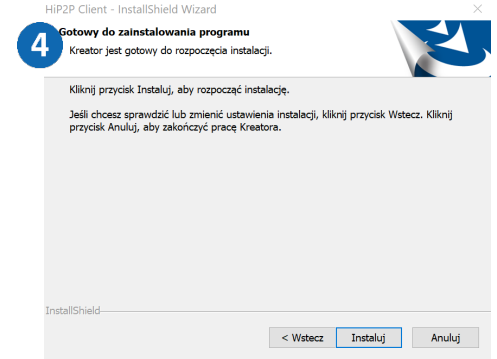 HiP2P Client - InstallShield Wizard
4
Gotowy do zainstalowania programu
Kreator jest gotowy do rozpoczęcia instalacji.
Kliknij przycisk Instaluj, aby rozpocząć instalację.
Jeśli chcesz sprawdzić lub zmienić ustawienia instalacji, kliknij przycisk Wstecz. Kliknij
przycisk Anuluj, aby zakończyć pracę Kreatora.
InstallShield
< Wstecz Instaluj Anuluj